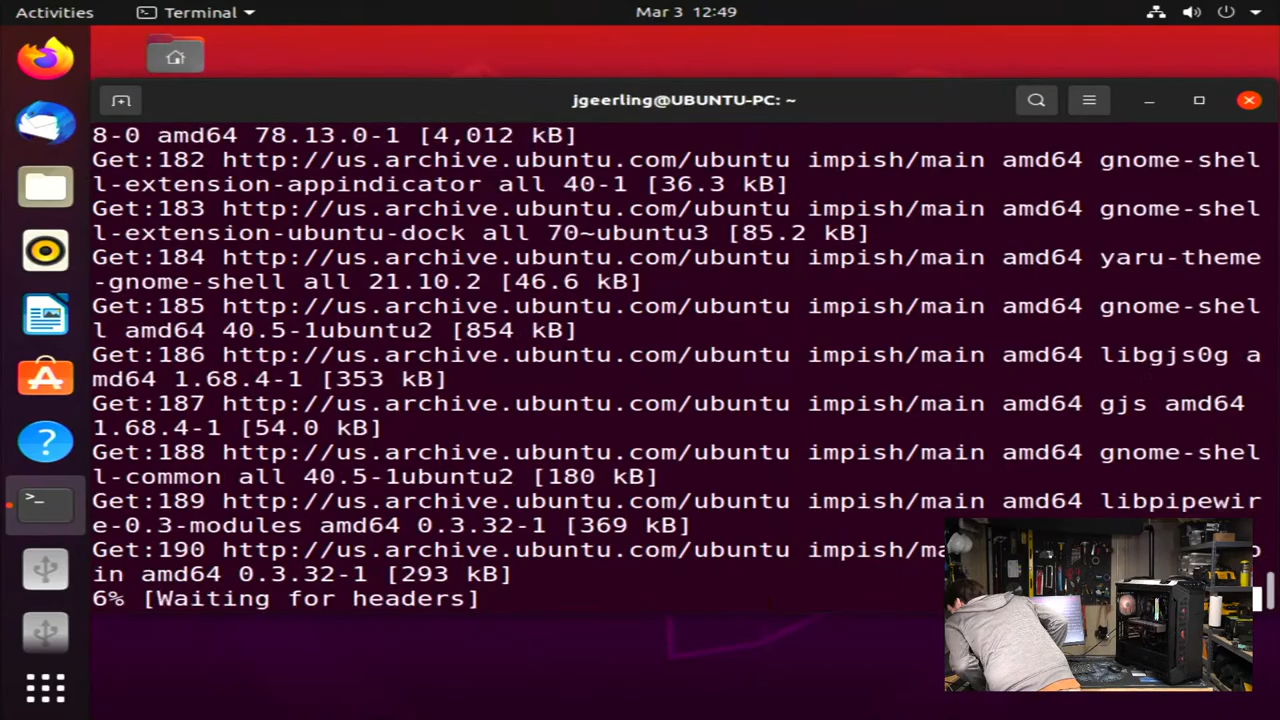 Activities Terminal Mar 3 12:49
jgeerling@UBUNTU-PC: ~
8-0 amd64 78.13.0-1 [4,012 kB]
Get:182 http://us.archive.ubuntu.com/ubuntu impish/main amd64 gnome-shel
l-extension-appindicator all 40-1 [36.3 kB]
Get:183 http://us.archive.ubuntu.com/ubuntu impish/main amd64 gnome-shel
l-extension-ubuntu-dock all 70~ubuntu3 [85.2 kB]
Get:184 http://us.archive.ubuntu.com/ubuntu impish/main amd64 yaru-theme
-gnome-shell all 21.10.2 [46.6 kB]
Get:185 http://us.archive.ubuntu.com/ubuntu impish/main amd64 gnome-shel
l amd64 40.5-1ubuntu2 [854 kB]
Get:186 http://us.archive.ubuntu.com/ubuntu impish/main amd64 libgjs0g a
md64 1.68.4-1 [353 kB]
Get:187 http://us.archive.ubuntu.com/ubuntu impish/main amd64 gjs amd64
1.68.4-1 [54.0 kB]
Get:188 http://us.archive.ubuntu.com/ubuntu impish/main amd64 gnome-shel
l-common all 40.5-1ubuntu2 [180 kB]
Get:189 http://us.archive.ubuntu.com/ubuntu impish/main amd64 libpipewir
e-0.3-modules amd64 0.3.32-1 [369 kB]
Get:190 http://us.archive.ubuntu.com/ubuntu
in amd64 0.3.32-1 [293 kB]
6% [Waiting for headers]